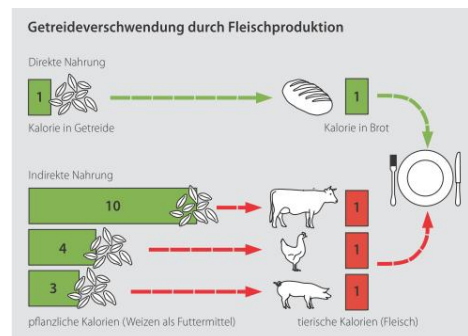 Getreideverschwendung durch Fleischproduktion
Direkte Nahrung
1
1
Kalorie in Getreide
Kalorie in Brot
Indirekte Nahrung
10
1
4
1
3
1
pflanzliche Kalorien (Weizen als Futtermittel)
tierische Kalorien (Fleisch)